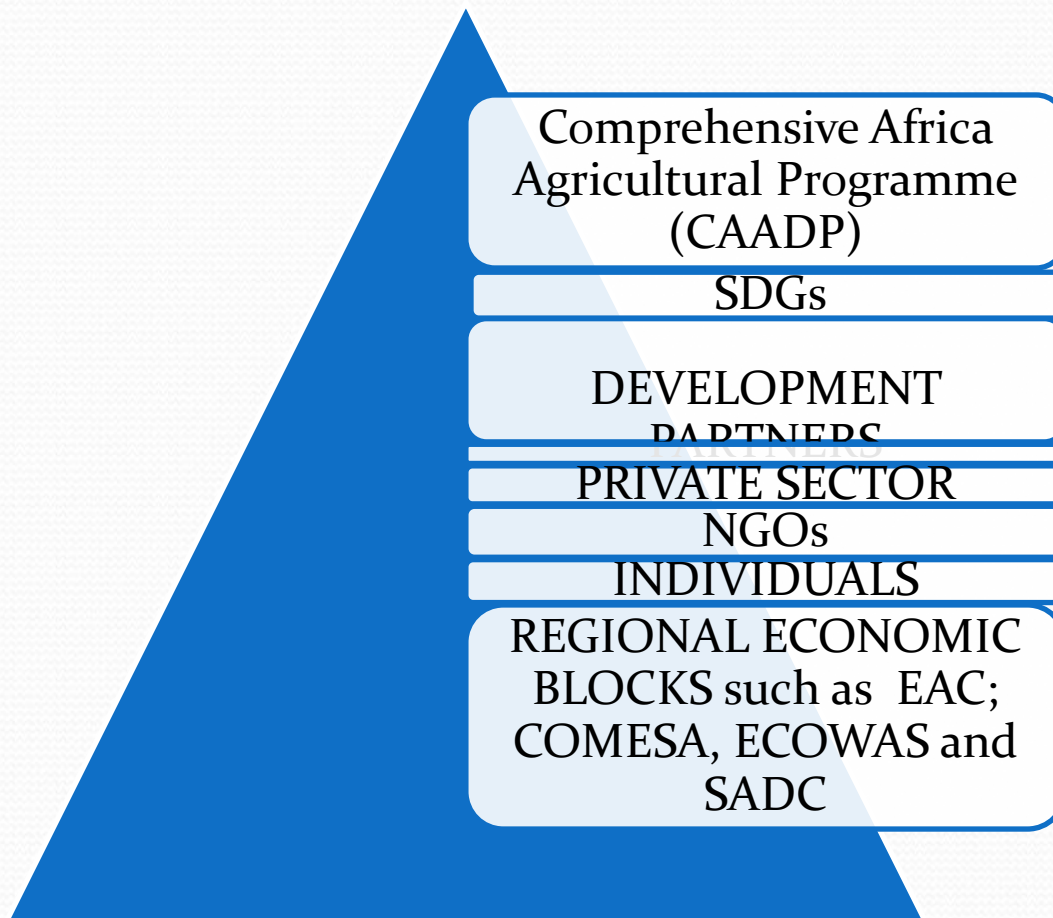 Comprehensive Africa
Agricultural Programme
(CAADP)
SDGs
DEVELOPMENT
PARTNERS
PRIVATE SECTOR
NGOs
INDIVIDUALS
REGIONAL ECONOMIC
BLOCKS such as EAC;
COMESA, ECOWAS and
SADC